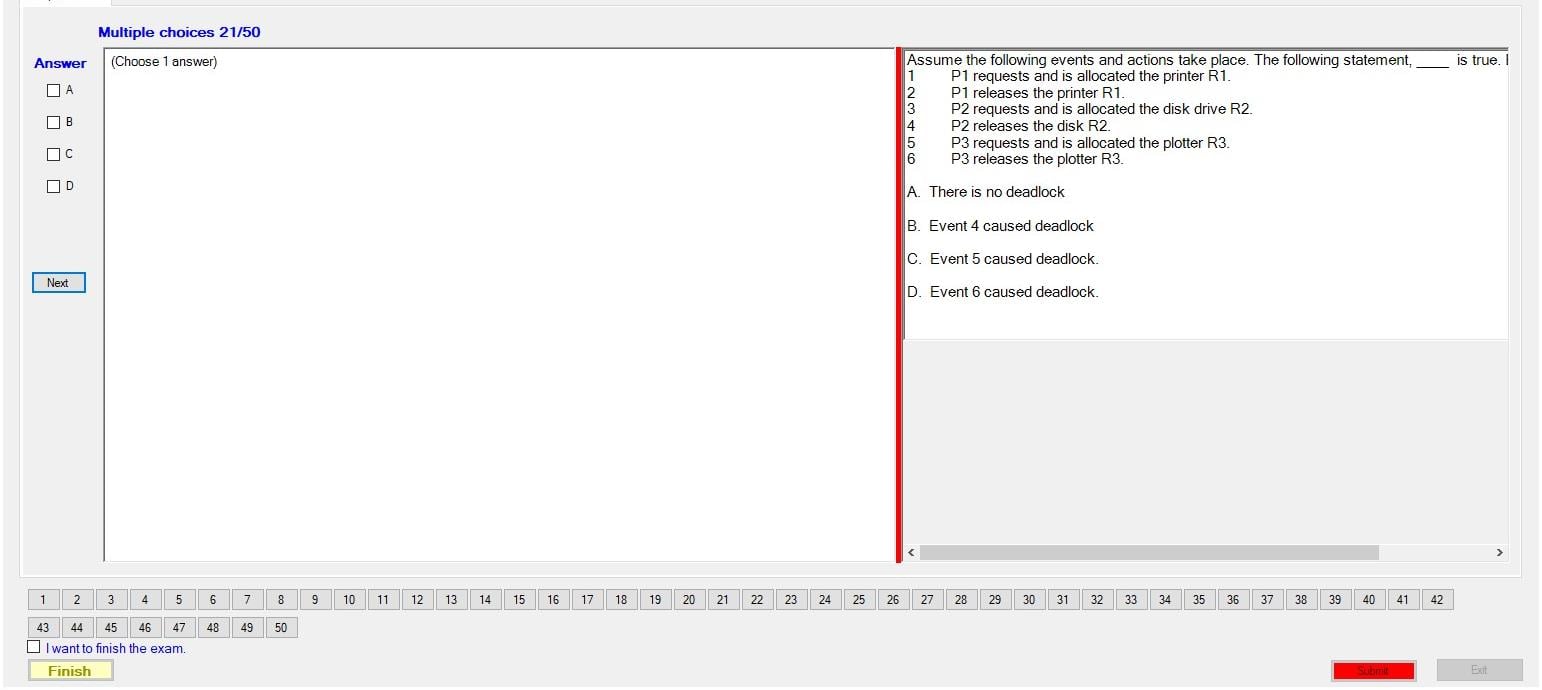 Multiple choices 21/50
Answer
(Choose 1 answer)
A
B
C
D
Next
Assume the following events and actions take place. The following statement, ____ is true.
1 P1 requests and is allocated the printer R1.
2 P1 releases the printer R1.
3 P2 requests and is allocated the disk drive R2.
4 P2 releases the disk R2.
5 P3 requests and is allocated the plotter R3.
6 P3 releases the plotter R3.
A. There is no deadlock
B. Event 4 caused deadlock
C. Event 5 caused deadlock.
D. Event 6 caused deadlock.
1 2 3 4 5 6 7 8 9 10 11 12 13 14 15 16 17 18 19 20 21 22 23 24 25 26 27 28 29 30 31 32 33 34 35 36 37 38 39 40 41 42
43 44 45 46 47 48 49 50
I want to finish the exam.
Finish
Submit
Exit